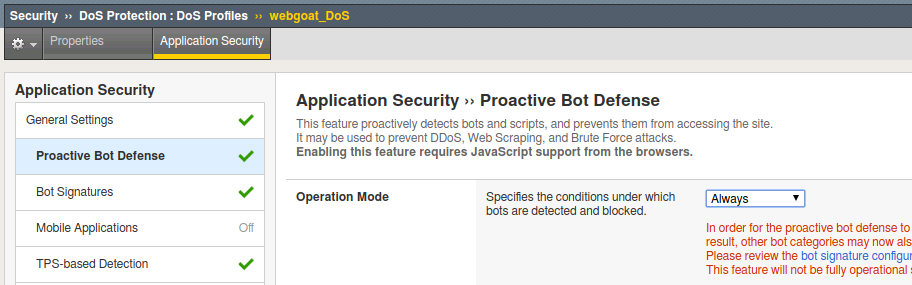 Security ›› DoS Protection : DoS Profiles ›› webgoat_DoS
Properties
Application Security
Application Security
General Settings
Proactive Bot Defense
Bot Signatures
Mobile Applications Off
TPS-based Detection
Application Security ›› Proactive Bot Defense
This feature proactively detects bots and scripts, and prevents them from accessing the site.
It may be used to prevent DDoS, Web Scraping, and Brute Force attacks.
Enabling this feature requires JavaScript support from the browsers.
Operation Mode
Specifies the conditions under which
bots are detected and blocked.
Always
In order for the proactive bot defense to
result, other bot categories may now als
Please review the bot signature configur
This feature will not be fully operational s